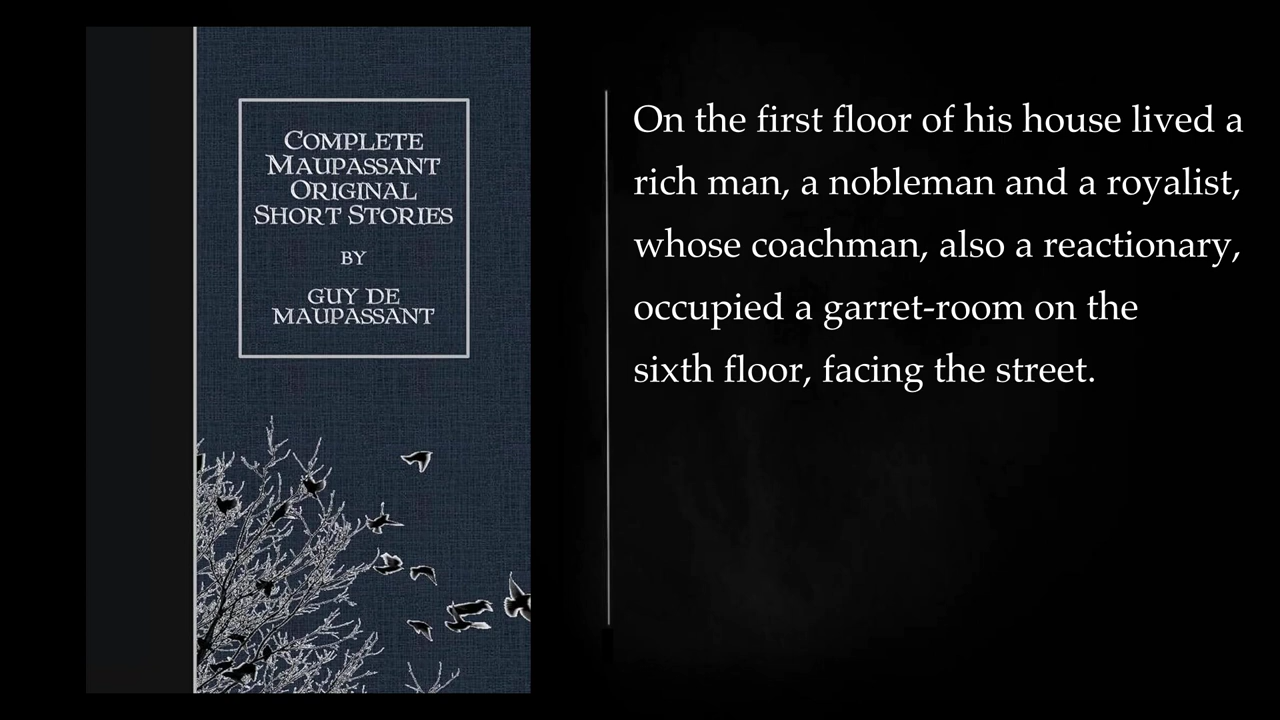 COMPLETE
MAUPASSANT
ORIGINAL
SHORT STORIES
BY
GUY DE
MAUPASSANT
On the first floor of his house lived a
rich man, a nobleman and a royalist,
whose coachman, also a reactionary,
occupied a garret-room on the
sixth floor, facing the street.